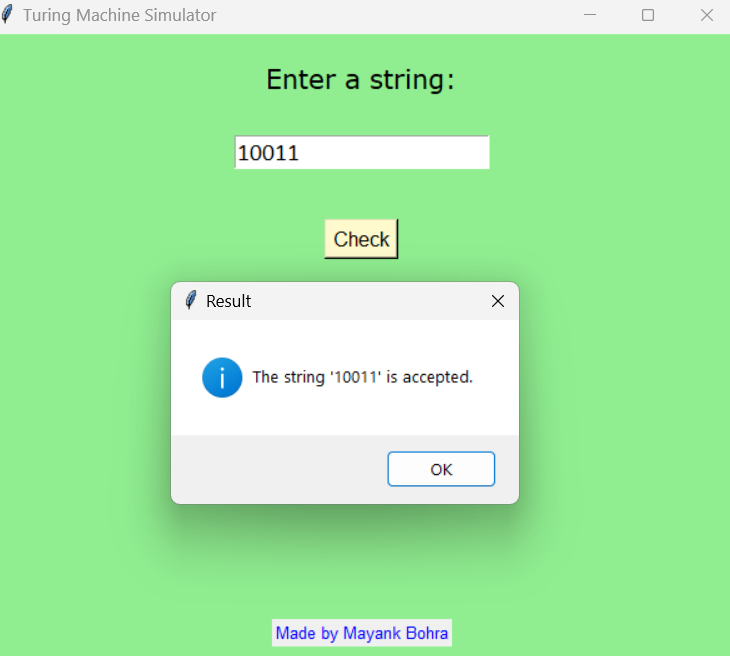 Turing Machine Simulator
Enter a string:
10011
Check
Result
The string '10011' is accepted.
OK
Made by Mayank Bohra